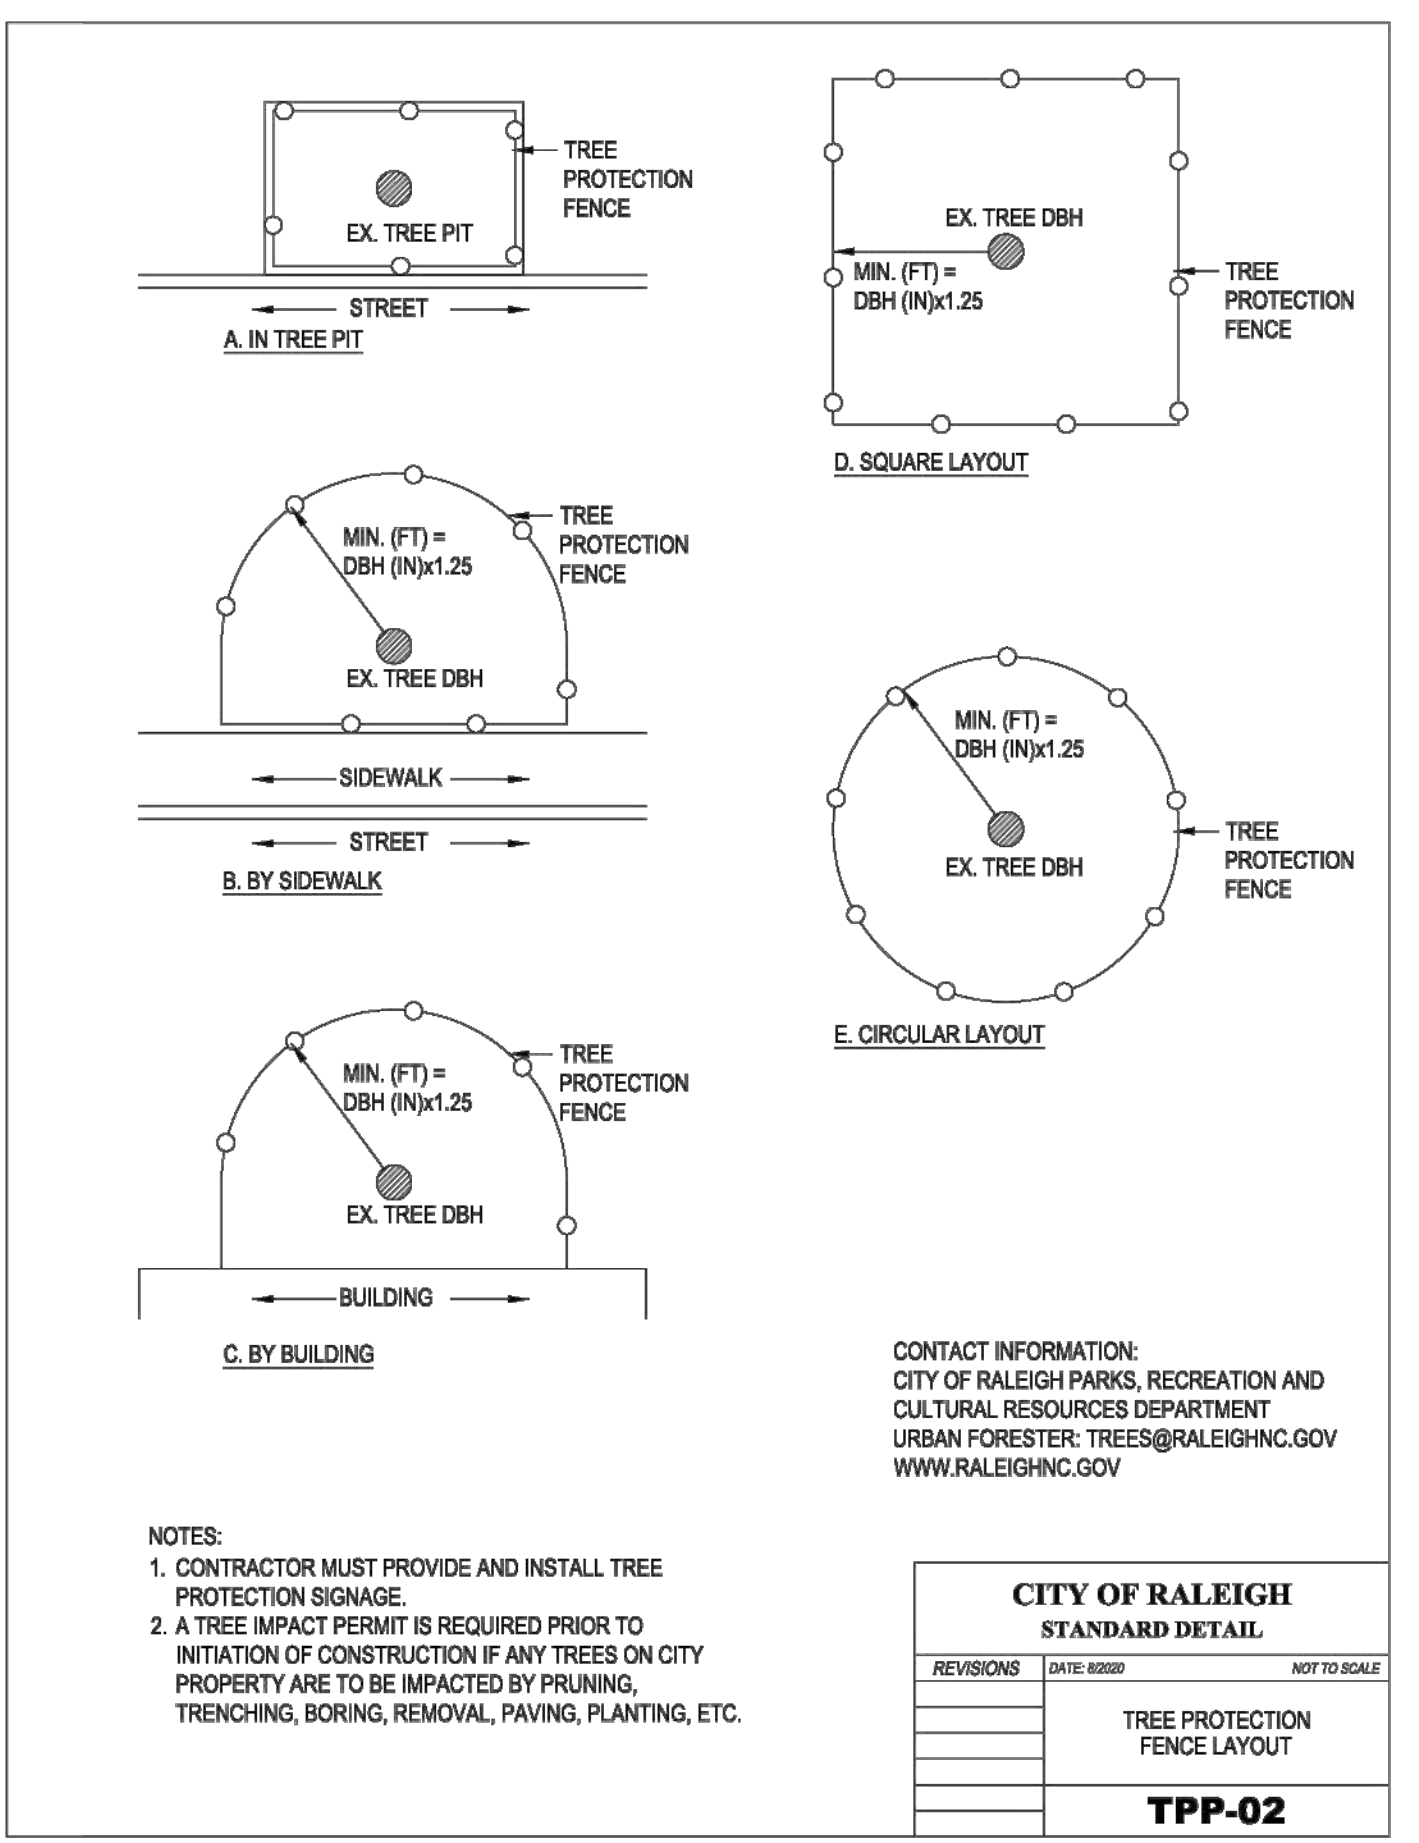 TREE
PROTECTION
FENCE
EX. TREE PIT
STREET
A. IN TREE PIT
MIN. (FT) =
DBH (IN)x1.25
TREE
PROTECTION
FENCE
EX. TREE DBH
SIDEWALK
STREET
B. BY SIDEWALK
MIN. (FT) =
DBH (IN)x1.25
TREE
PROTECTION
FENCE
EX. TREE DBH
BUILDING
C. BY BUILDING
EX. TREE DBH
MIN. (FT) =
DBH (IN)x1.25
TREE
PROTECTION
FENCE
D. SQUARE LAYOUT
MIN. (FT) =
DBH (IN)x1.25
EX. TREE DBH
TREE
PROTECTION
FENCE
E. CIRCULAR LAYOUT
CONTACT INFORMATION:
CITY OF RALEIGH PARKS, RECREATION AND
CULTURAL RESOURCES DEPARTMENT
URBAN FORESTER: TREES@RALEIGHNC.GOV
WWW.RALEIGHNC.GOV
NOTES:
1. CONTRACTOR MUST PROVIDE AND INSTALL TREE
PROTECTION SIGNAGE.
2. A TREE IMPACT PERMIT IS REQUIRED PRIOR TO
INITIATION OF CONSTRUCTION IF ANY TREES ON CITY
PROPERTY ARE TO BE IMPACTED BY PRUNING,
TRENCHING, BORING, REMOVAL, PAVING, PLANTING, ETC.
CITY OF RALEIGH
STANDARD DETAIL
REVISIONS DATE: 8/2020 NOT TO SCALE
TREE PROTECTION
FENCE LAYOUT
TPP-02